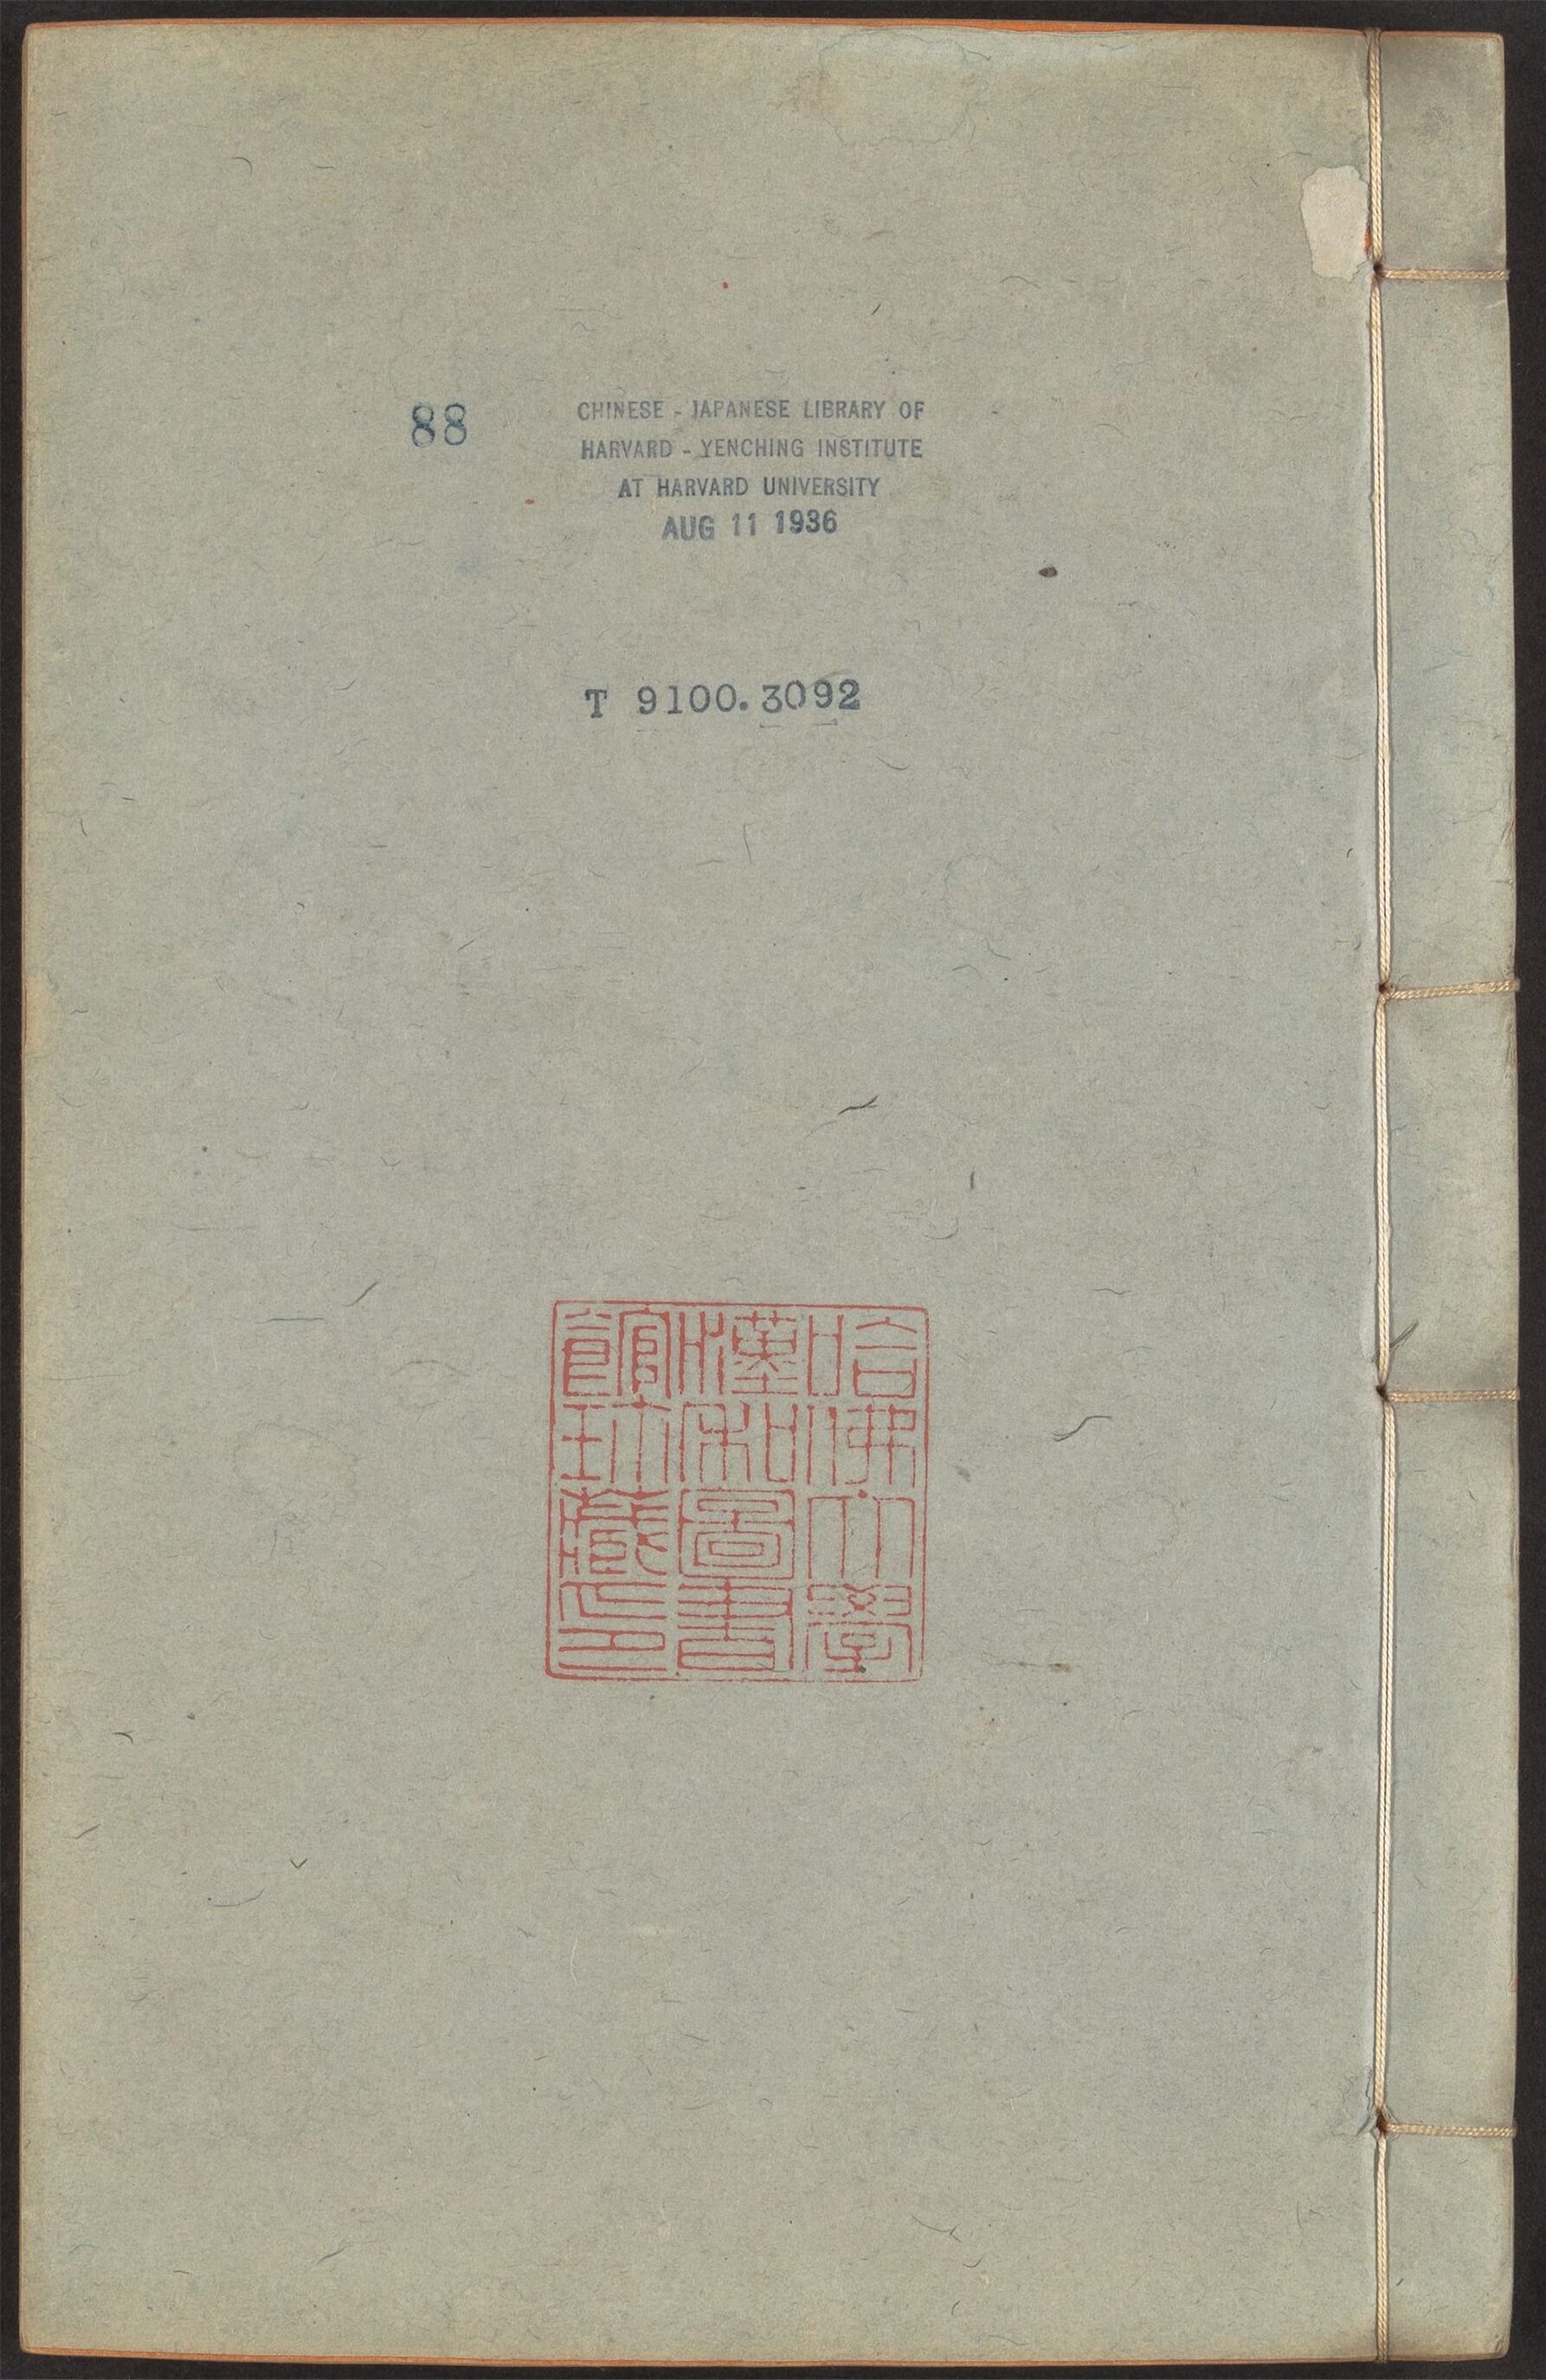 88
CHINESE - JAPANESE LIBRARY OF
HARVARD - YENCHING INSTITUTE
AT HARVARD UNIVERSITY
AUG 11 1936
T 9100.3092
哈佛大學
漢和圖書
館珍藏印